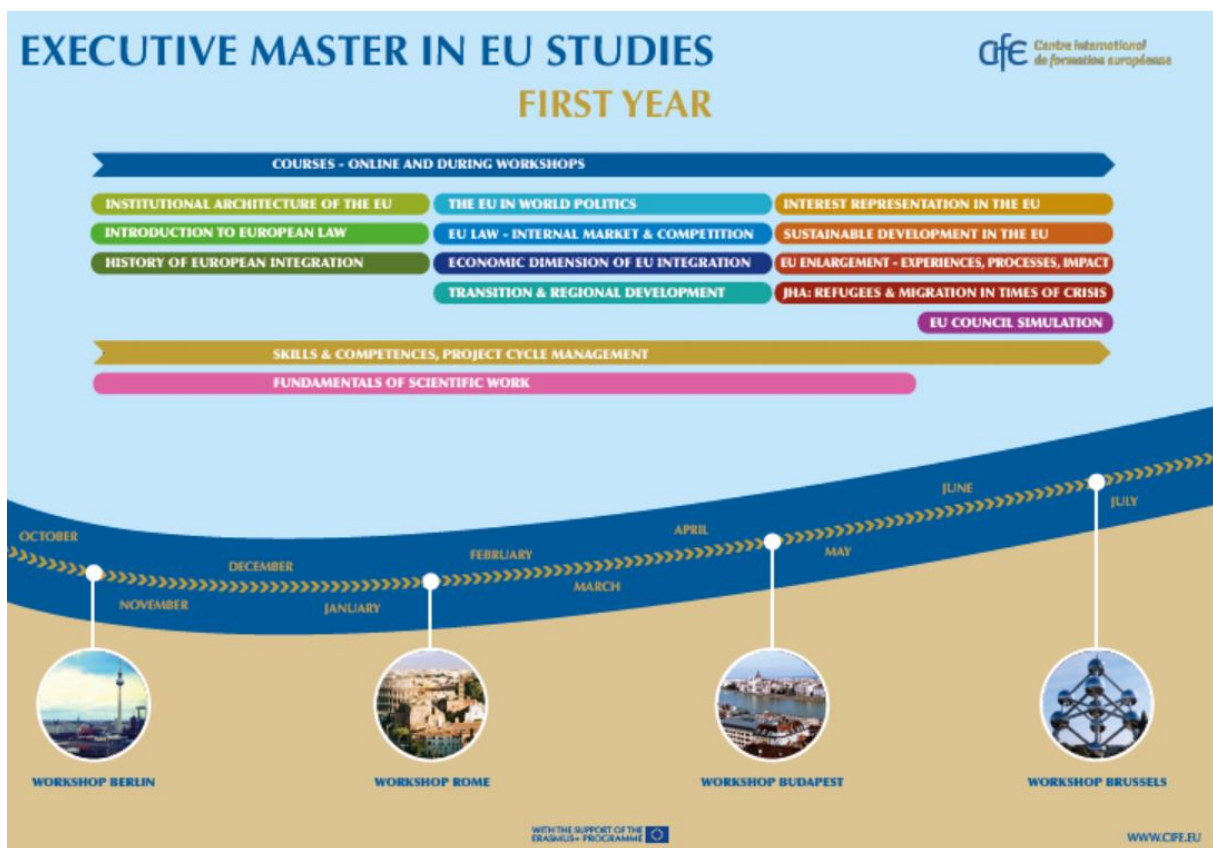 EXECUTIVE MASTER IN EU STUDIES
FIRST YEAR
cife Centre international
de formation européenne
COURSES - ONLINE AND DURING WORKSHOPS
INSTITUTIONAL ARCHITECTURE OF THE EU
THE EU IN WORLD POLITICS
INTEREST REPRESENTATION IN THE EU
INTRODUCTION TO EUROPEAN LAW
EU LAW - INTERNAL MARKET & COMPETITION
SUSTAINABLE DEVELOPMENT IN THE EU
HISTORY OF EUROPEAN INTEGRATION
ECONOMIC DIMENSION OF EU INTEGRATION
EU ENLARGEMENT - EXPERIENCES, PROCESSES, IMPACT
TRANSITION & REGIONAL DEVELOPMENT
JHA: REFUGEES & MIGRATION IN TIMES OF CRISIS
EU COUNCIL SIMULATION
SKILLS & COMPETENCES, PROJECT CYCLE MANAGEMENT
FUNDAMENTALS OF SCIENTIFIC WORK
OCTOBER
NOVEMBER
DECEMBER
JANUARY
FEBRUARY
MARCH
APRIL
MAY
JUNE
JULY
WORKSHOP BERLIN
WORKSHOP ROME
WORKSHOP BUDAPEST
WORKSHOP BRUSSELS
WITH THE SUPPORT OF THE
ERASMUS+ PROGRAMME
WWW.CIFE.EU